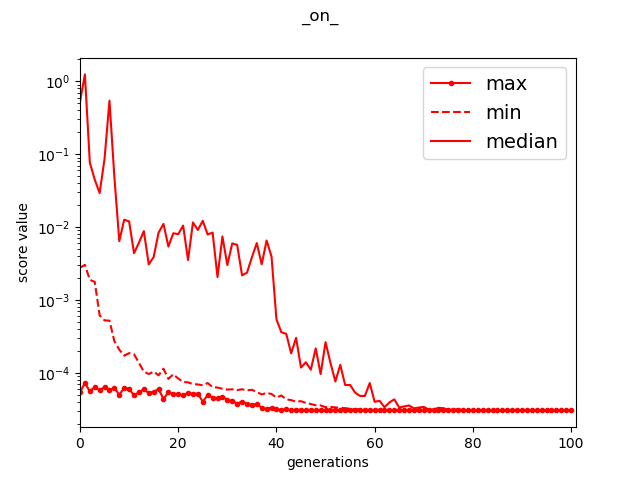 _on_
max
min
median
score value
10⁰
10⁻¹
10⁻²
10⁻³
10⁻⁴
0 20 40 60 80 100
generations